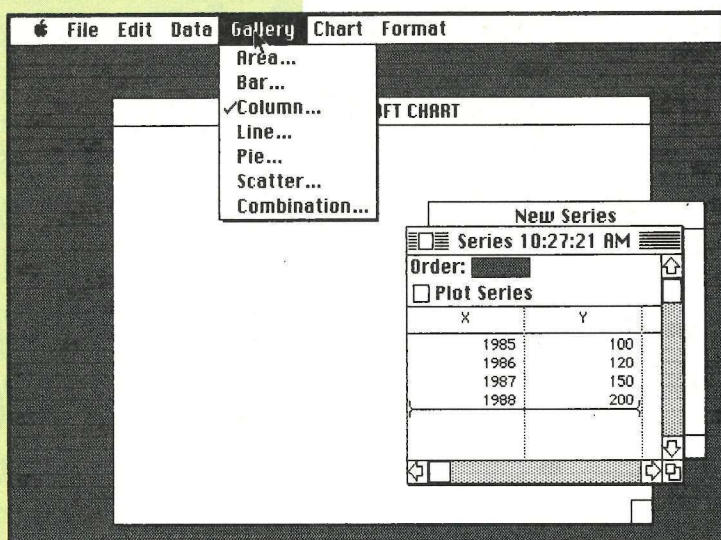 File Edit Data Gallery Chart Format
Area...
Bar...
✓Column...
Line...
Pie...
Scatter...
Combination...
FT CHART
New Series
Series 10:27:21 AM
Order:
Plot Series
X Y
1985 100
1986 120
1987 150
1988 200